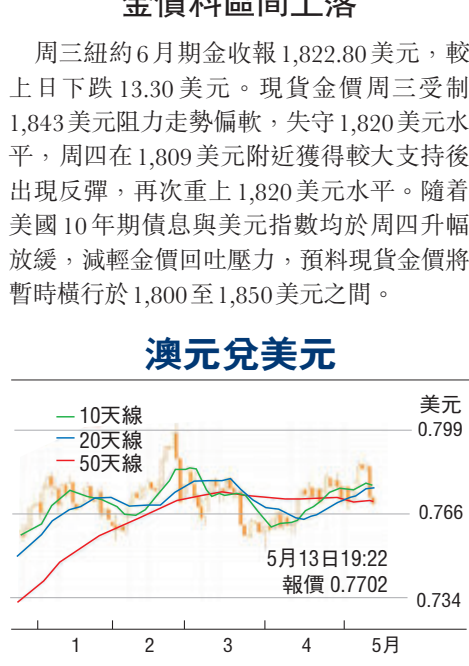 金價料區間上落
周三紐約6月期金收報1,822.80美元，較
上日下跌13.30美元。現貨金價周三受制
1,843美元阻力走勢偏軟，失守1,820美元水
平，周四在1,809美元附近獲得較大支持後
出現反彈，再次重上1,820美元水平。隨着
美國10年期債息與美元指數均於周四升幅
放緩，減輕金價回吐壓力，預料現貨金價將
暫時橫行於1,800至1,850美元之間。
澳元兌美元
美元
10天線
20天線
50天線
0.799
0.766
5月13日19:22
報價 0.7702
0.734
1 2 3 4 5月